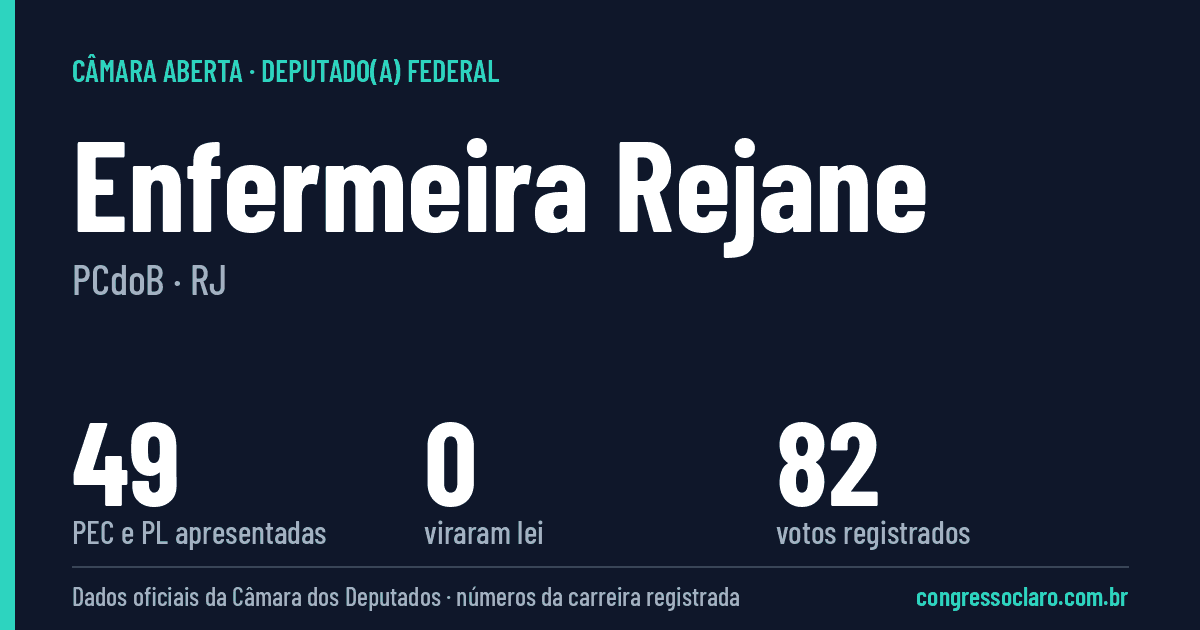 CÂMARA ABERTA · DEPUTADO(A) FEDERAL
Enfermeira Rejane
PCdoB · RJ
49 0 82
PEC e PL apresentadas viraram lei votos registrados
Dados oficiais da Câmara dos Deputados · números da carreira registrada congressoclaro.com.br